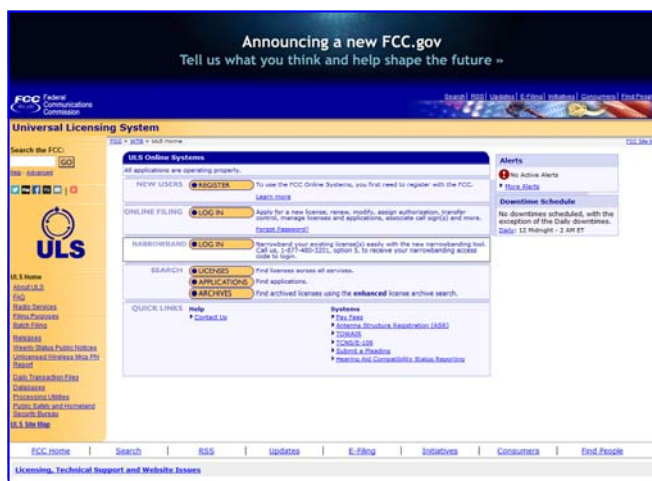 Announcing a new FCC.gov
Tell us what you think and help shape the future »
FCC Federal
Communications
Commission
Search | RSS | Updates | E-Filing | Initiatives | Consumers | Find People
Universal Licensing System
FCC > WTB > ULS Home
FCC Site
Search the FCC:
GO
Help - Advanced
ULS
ULS Home
About ULS
FAQ
Radio Services
Filing Purposes
Batch Filing
Releases
Weekly Status Public Notices
Unlicensed Wireless Mics
Report
Daily Transaction Files
Databases
Processing Utilities
Public Safety and Homeland
Security Bureau
ULS Site Map
ULS Online Systems
All applications are operating properly.
NEW USERS REGISTER To use the FCC Online Systems, you first need to register with the FCC.
Learn more
ONLINE FILING LOG IN Apply for a new license, renew, modify, assign authorization, transfer
control, manage licenses and applications, associate call sign(s) and more.
Forgot Password?
NARROWBAND LOG IN Narrowband your existing license(s) easily with the new narrowbanding tool.
Call us, 1-877-480-3201, option 5, to receive your narrowbanding access
code to login.
SEARCH LICENSES Find licenses across all services.
APPLICATIONS Find applications.
ARCHIVES Find archived licenses using the enhanced license archive search.
QUICK LINKS Help
Contact Us
Systems
Pay Fees
Antenna Structure Registration (ASR)
TOWAIR
TCNS/E-106
Submit a Pleading
Hearing Aid Compatibility Status Reporting
Alerts
No Active Alerts
More Alerts
Downtime Schedule
No downtimes scheduled, with the
exception of the Daily downtimes.
Daily: 12 Midnight - 2 AM ET
FCC Home | Search | RSS | Updates | E-Filing | Initiatives | Consumers | Find People
Licensing, Technical Support and Website Issues